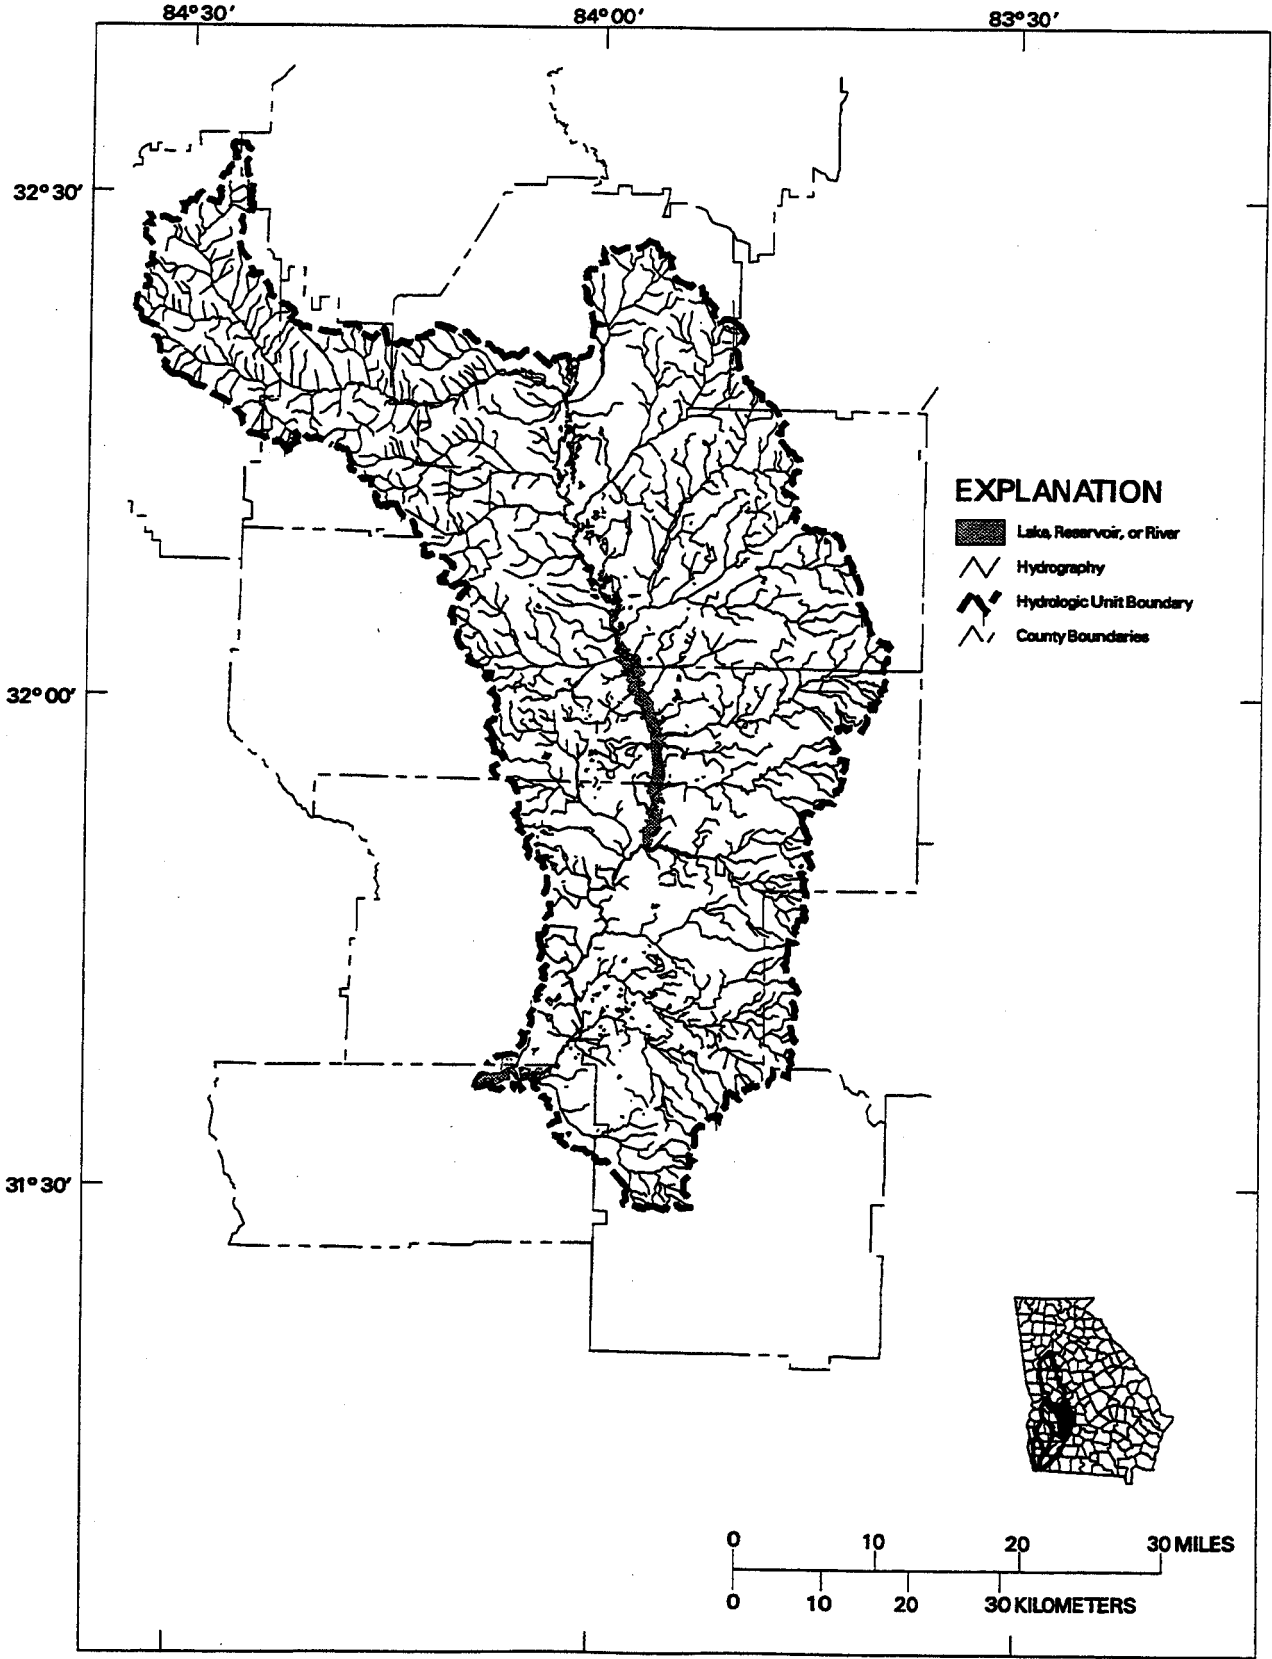 84°30′ 84°00′ 83°30′
32°30′
EXPLANATION
Lake, Reservoir, or River
Hydrography
Hydrologic Unit Boundary
County Boundaries
32°00′
31°30′
0 10 20 30 MILES
0 10 20 30 KILOMETERS